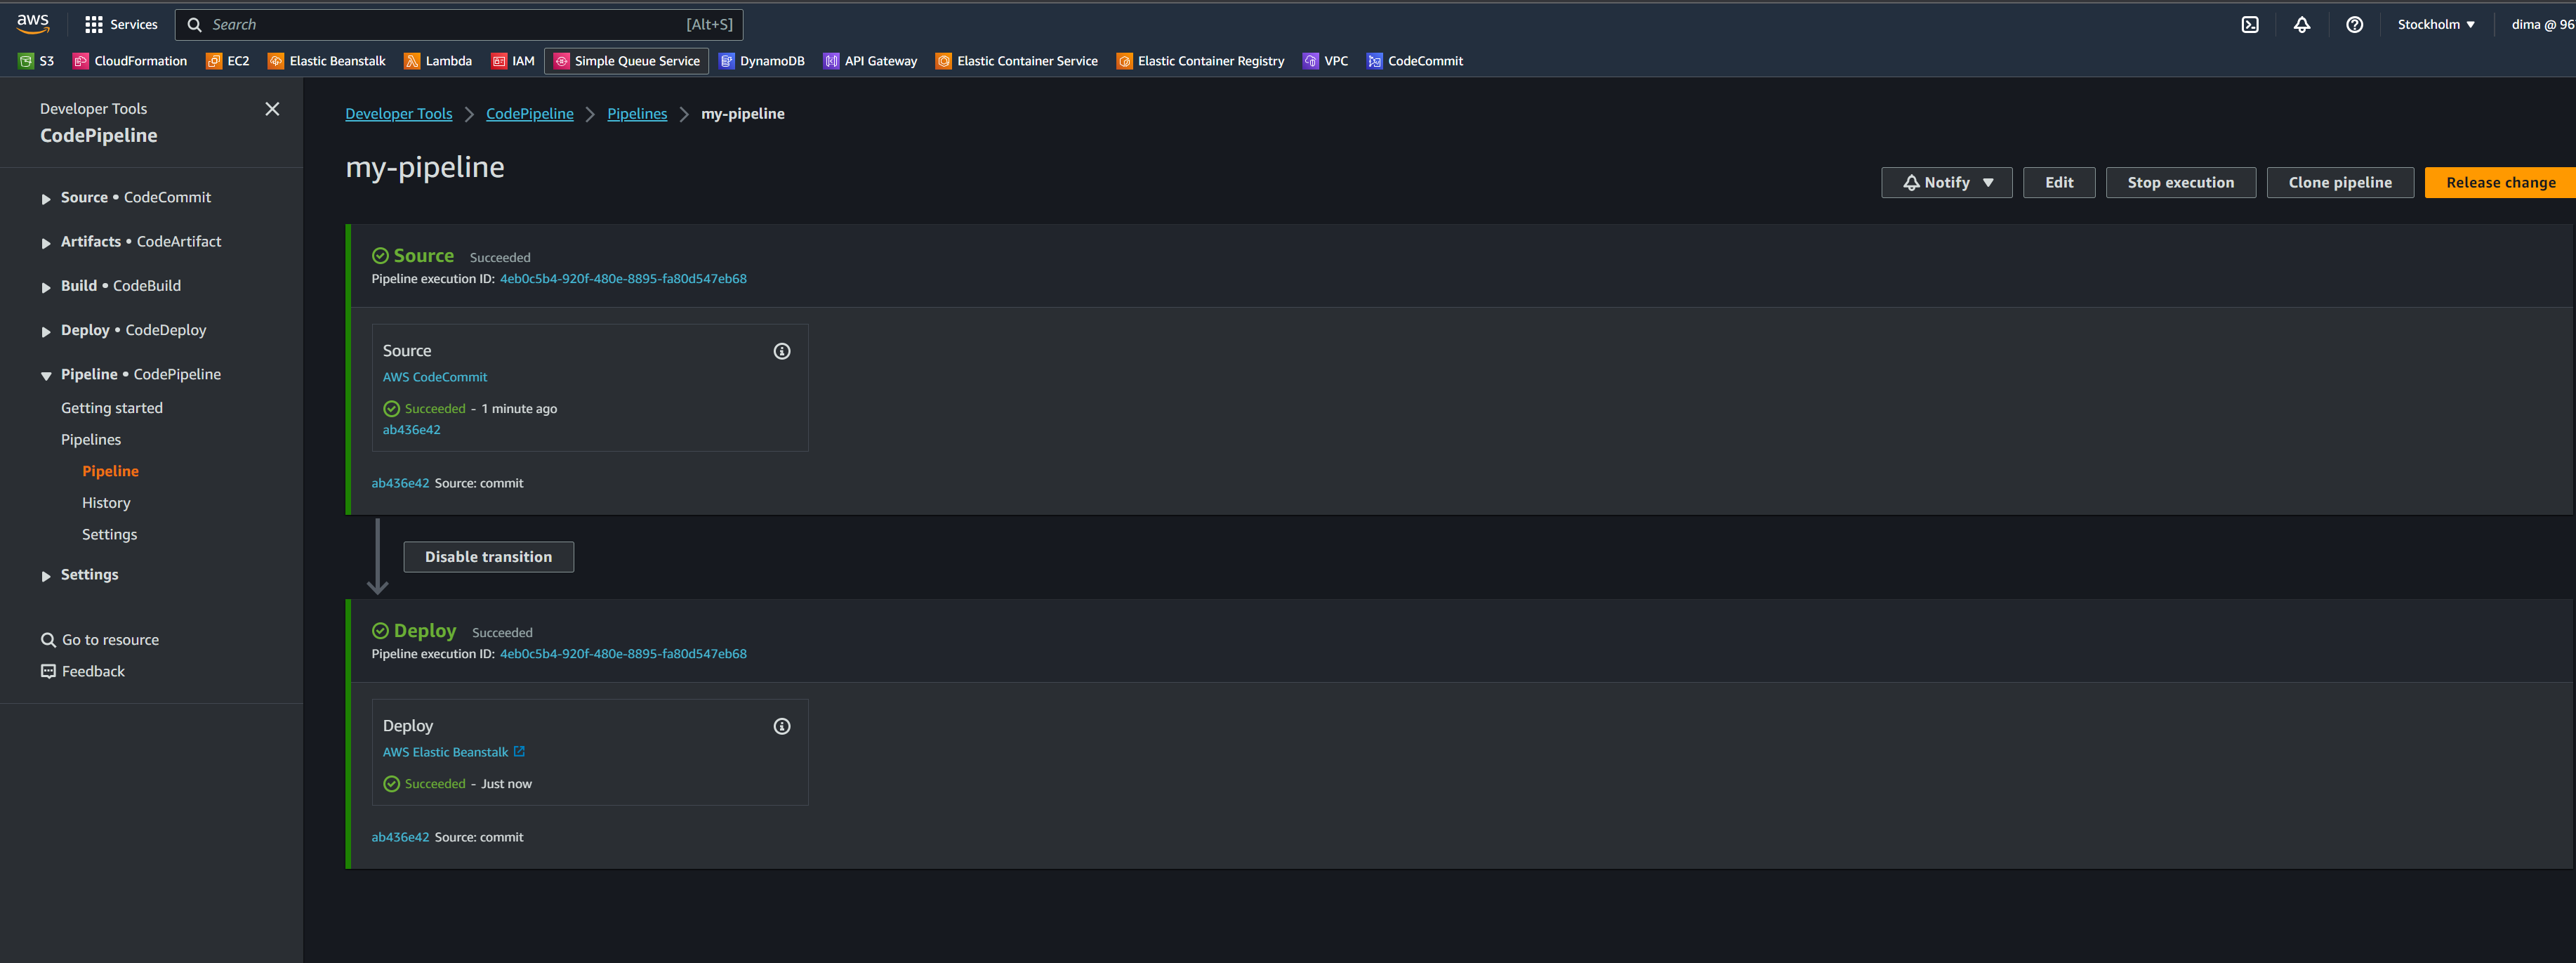 aws Services Search [Alt+S] Stockholm dima @ 96
S3 CloudFormation EC2 Elastic Beanstalk Lambda IAM Simple Queue Service DynamoDB API Gateway Elastic Container Service Elastic Container Registry VPC CodeCommit
Developer Tools
CodePipeline
Source • CodeCommit
Artifacts • CodeArtifact
Build • CodeBuild
Deploy • CodeDeploy
Pipeline • CodePipeline
Getting started
Pipelines
Pipeline
History
Settings
Settings
Go to resource
Feedback
Developer Tools CodePipeline Pipelines my-pipeline
my-pipeline
Notify Edit Stop execution Clone pipeline Release change
Source Succeeded
Pipeline execution ID: 4eb0c5b4-920f-480e-8895-fa80d547eb68
Source
AWS CodeCommit
Succeeded - 1 minute ago
ab436e42
ab436e42 Source: commit
Disable transition
Deploy Succeeded
Pipeline execution ID: 4eb0c5b4-920f-480e-8895-fa80d547eb68
Deploy
AWS Elastic Beanstalk
Succeeded - Just now
ab436e42 Source: commit